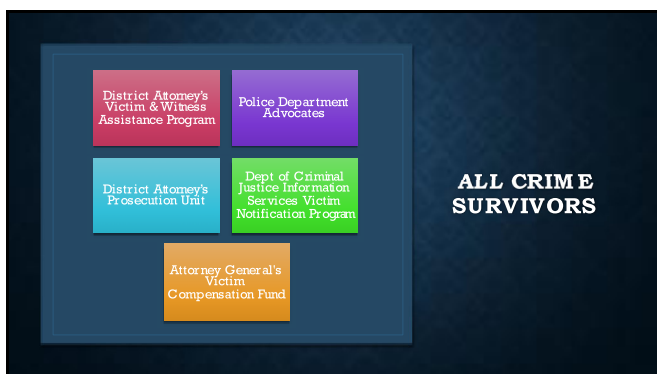 District Attorney's
Victim & Witness
Assistance Program
Police Department
Advocates
District Attorney's
Prosecution Unit
Dept of Criminal
Justice Information
Services Victim
Notification Program
Attorney General's
Victim
Compensation Fund
ALL CRIME
SURVIVORS